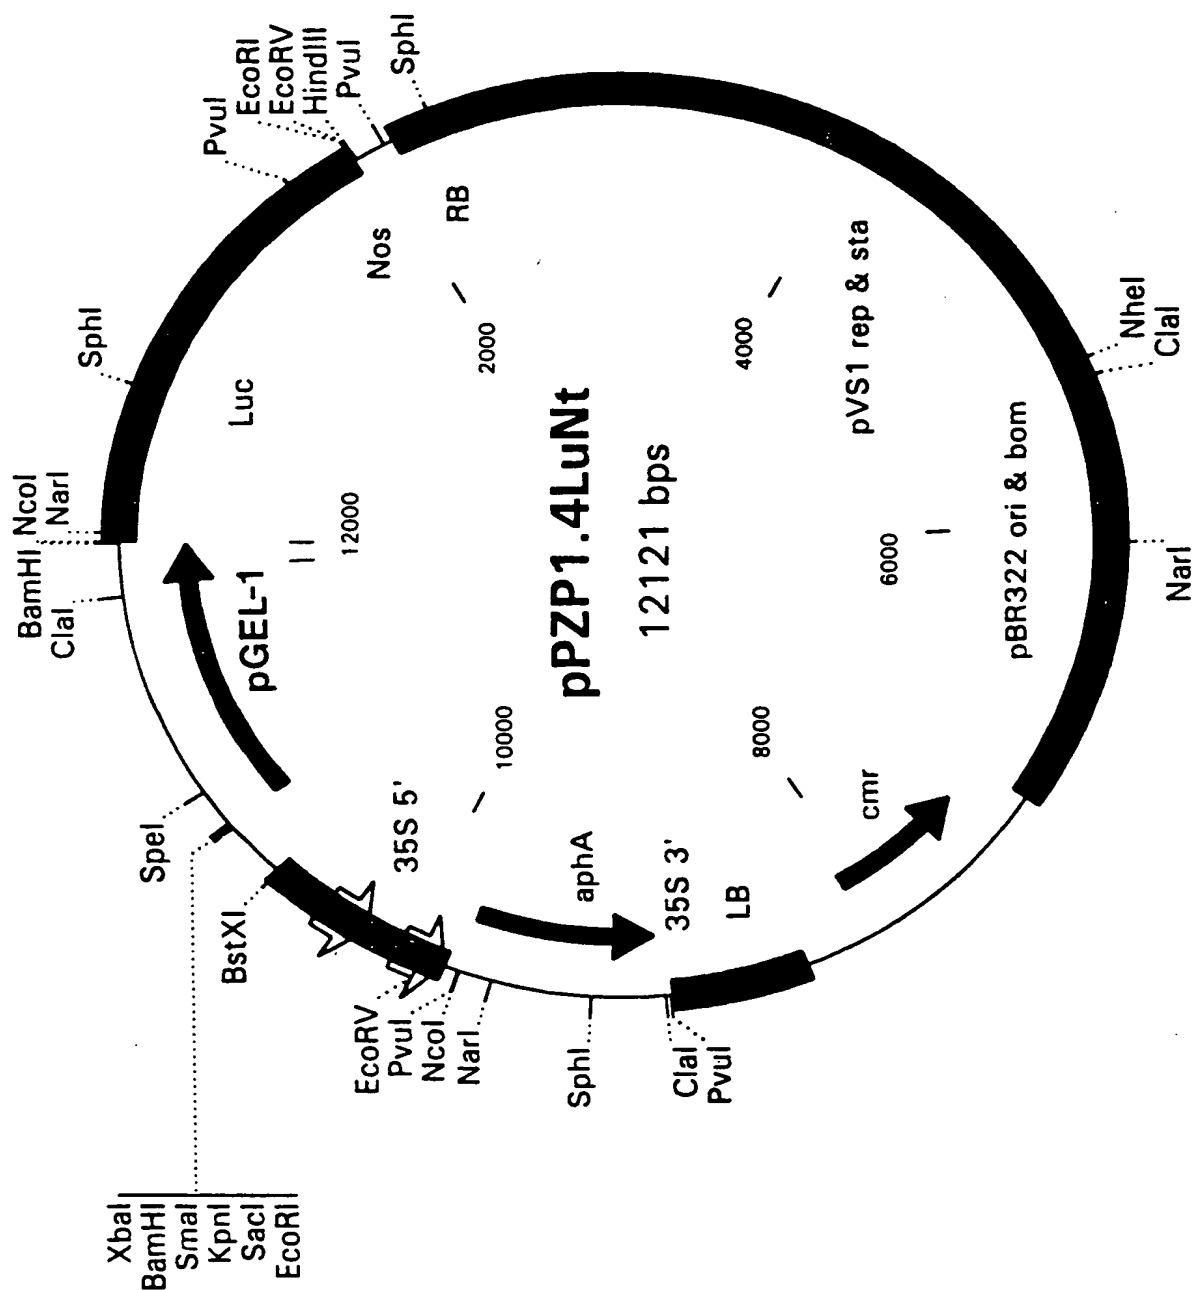 XbaI
BamHI
SmaI
KpnI
SacI
EcoRI
BstXI
SpeI
ClaI
BamHI
NcoI
NarI
SphI
PvuI
EcoRI
EcoRV
HindIII
PvuI
SphI
EcoRV
PvuI
NcoI
NarI
SphI
ClaI
PvuI
NheI
ClaI
NarI
pGEL-1
Luc
Nos
RB
35S 5'
aphA
35S 3'
LB
cmr
pVS1 rep & sta
pBR322 ori & bom
12000
2000
4000
6000
8000
10000
pPZP1.4LuNt
12121 bps